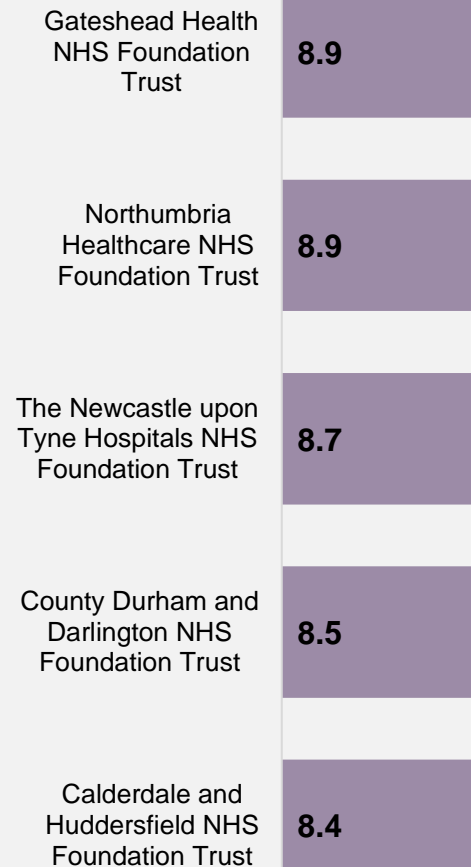 Gateshead Health
NHS Foundation
Trust
8.9
Northumbria
Healthcare NHS
Foundation Trust
8.9
The Newcastle upon
Tyne Hospitals NHS
Foundation Trust
8.7
County Durham and
Darlington NHS
Foundation Trust
8.5
Calderdale and
Huddersfield NHS
Foundation Trust
8.4